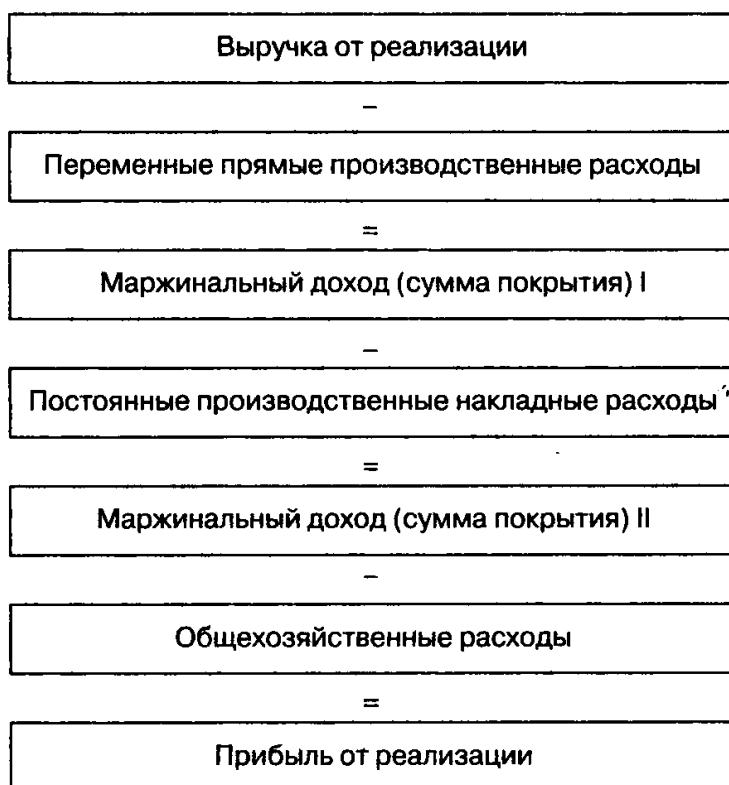 Выручка от реализации
–
Переменные прямые производственные расходы
=
Маржинальный доход (сумма покрытия) I
–
Постоянные производственные накладные расходы
=
Маржинальный доход (сумма покрытия) II
–
Общехозяйственные расходы
=
Прибыль от реализации